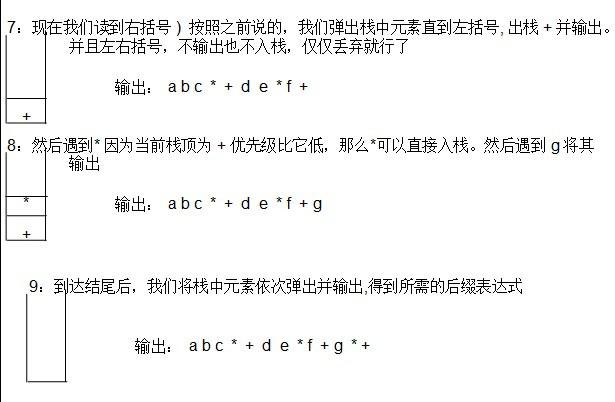 7：现在我们读到右括号 ) 按照之前说的，我们弹出栈中元素直到左括号, 出栈 + 并输出。
并且左右括号，不输出也不入栈，仅仅丢弃就行了
输出： a b c * + d e * f +
+
8：然后遇到* 因为当前栈顶为 + 优先级比它低，那么*可以直接入栈。然后遇到 g 将其
输出
*
输出： a b c * + d e * f + g
+
9：到达结尾后，我们将栈中元素依次弹出并输出,得到所需的后缀表达式
输出： a b c * + d e * f + g * +